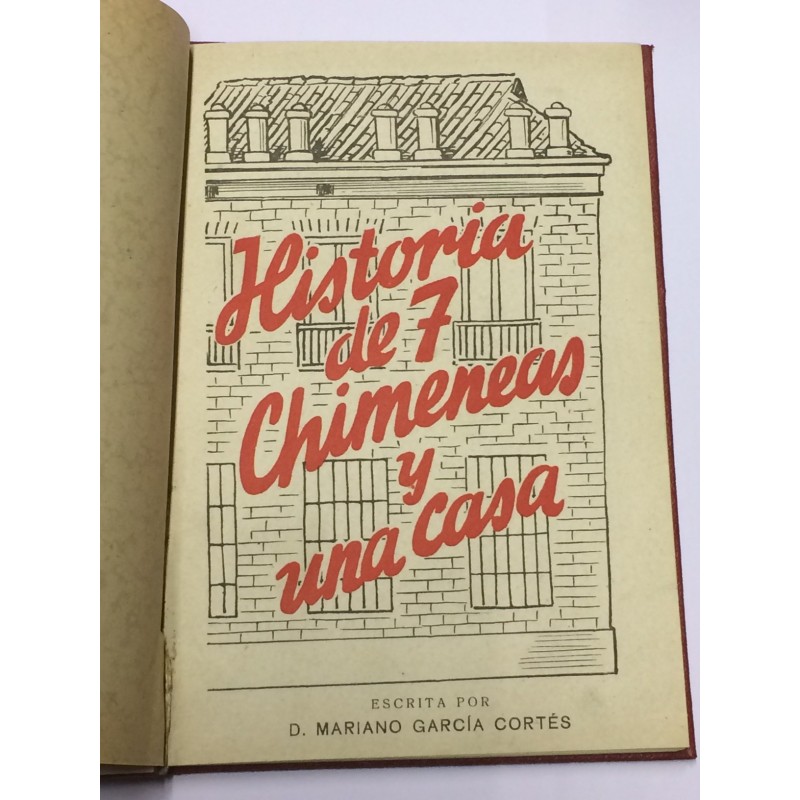 Historia
de 7
Chimeneas
y
una casa
ESCRITA POR
D. MARIANO GARCÍA CORTÉS